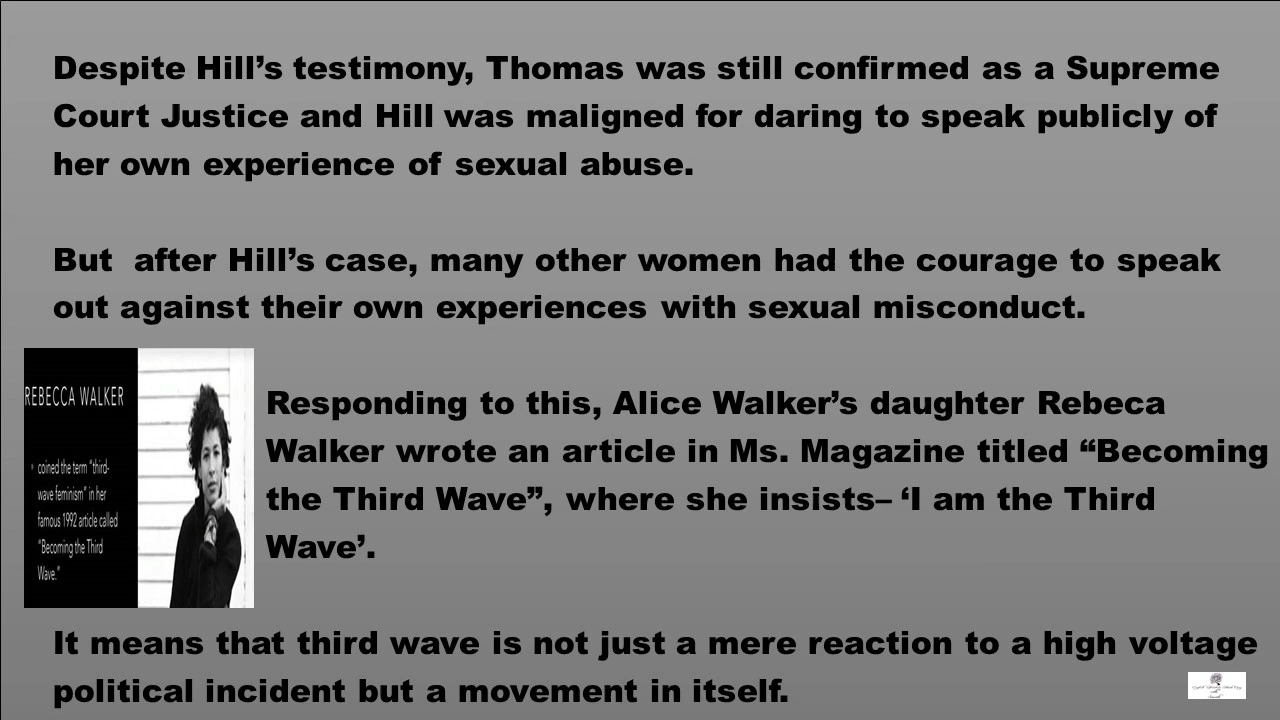 Despite Hill’s testimony, Thomas was still confirmed as a Supreme
Court Justice and Hill was maligned for daring to speak publicly of
her own experience of sexual abuse.
But after Hill’s case, many other women had the courage to speak
out against their own experiences with sexual misconduct.
REBECCA WALKER
• coined the term "third-
wave feminism" in her
famous 1992 article called
"Becoming the Third
Wave."
Responding to this, Alice Walker’s daughter Rebeca
Walker wrote an article in Ms. Magazine titled “Becoming
the Third Wave”, where she insists– ‘I am the Third
Wave’.
It means that third wave is not just a mere reaction to a high voltage
political incident but a movement in itself.